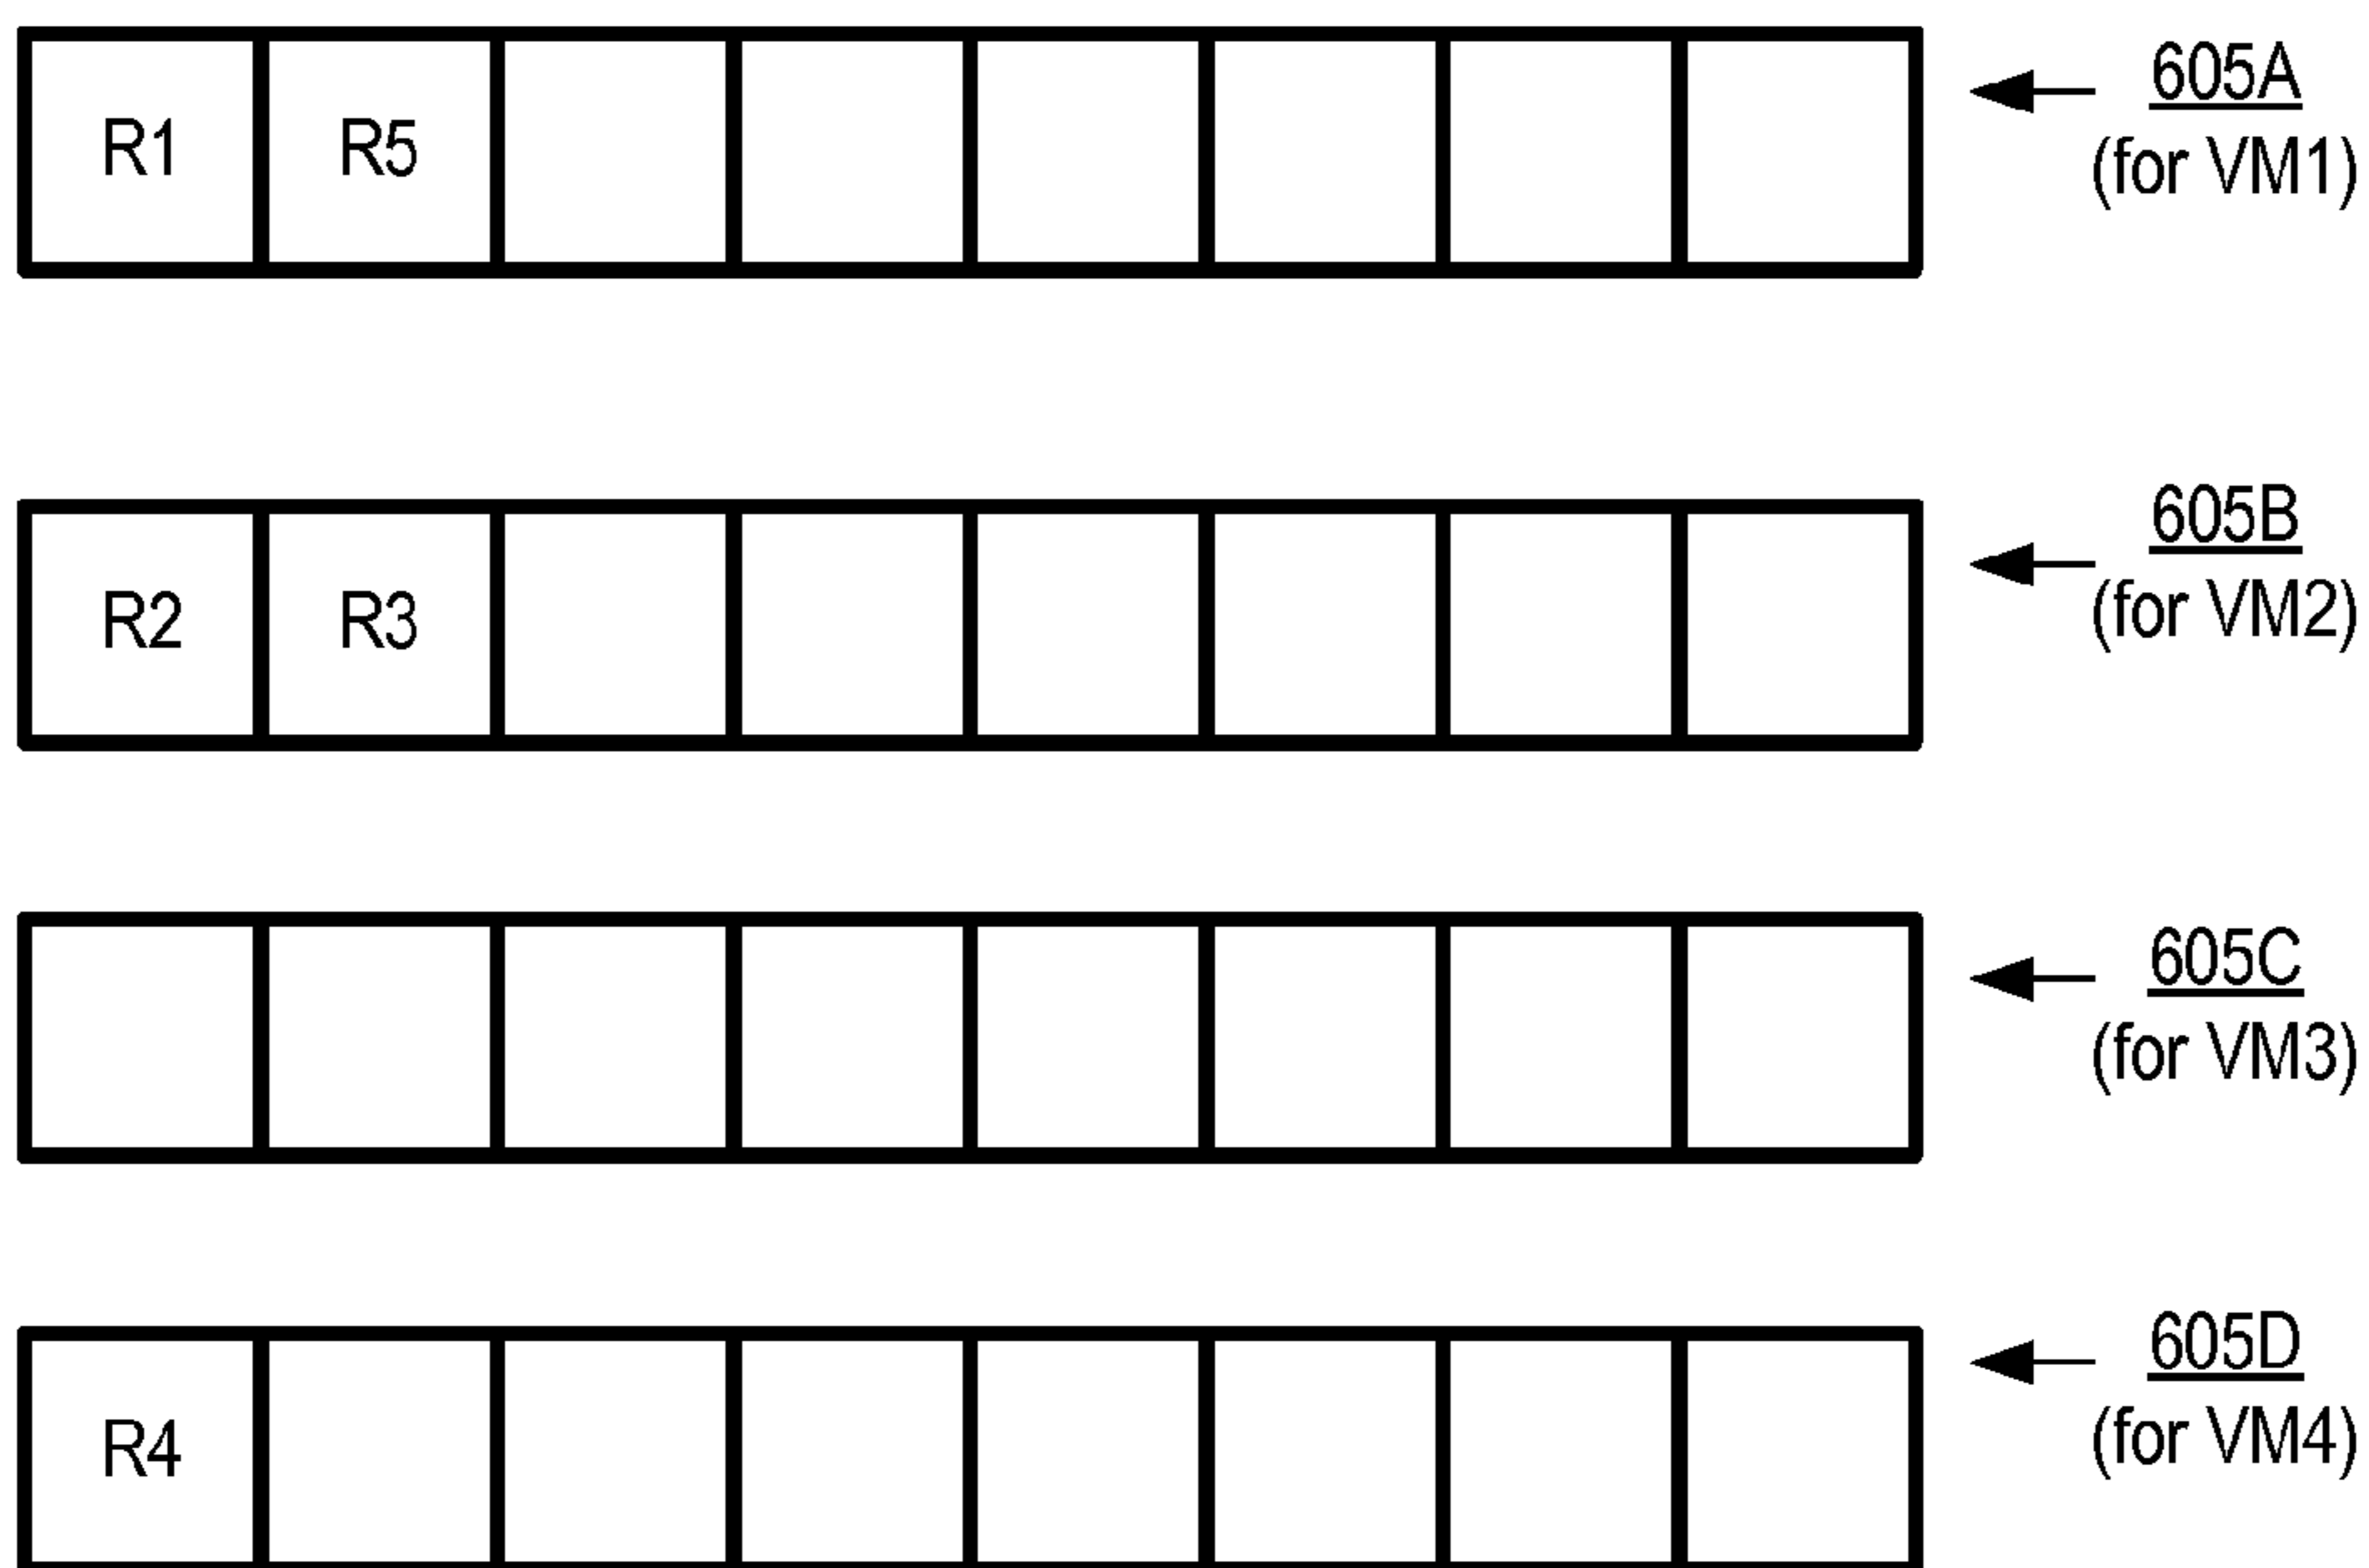 R1 R5 605A
(for VM1)
R2 R3 605B
(for VM2)
605C
(for VM3)
R4 605D
(for VM4)